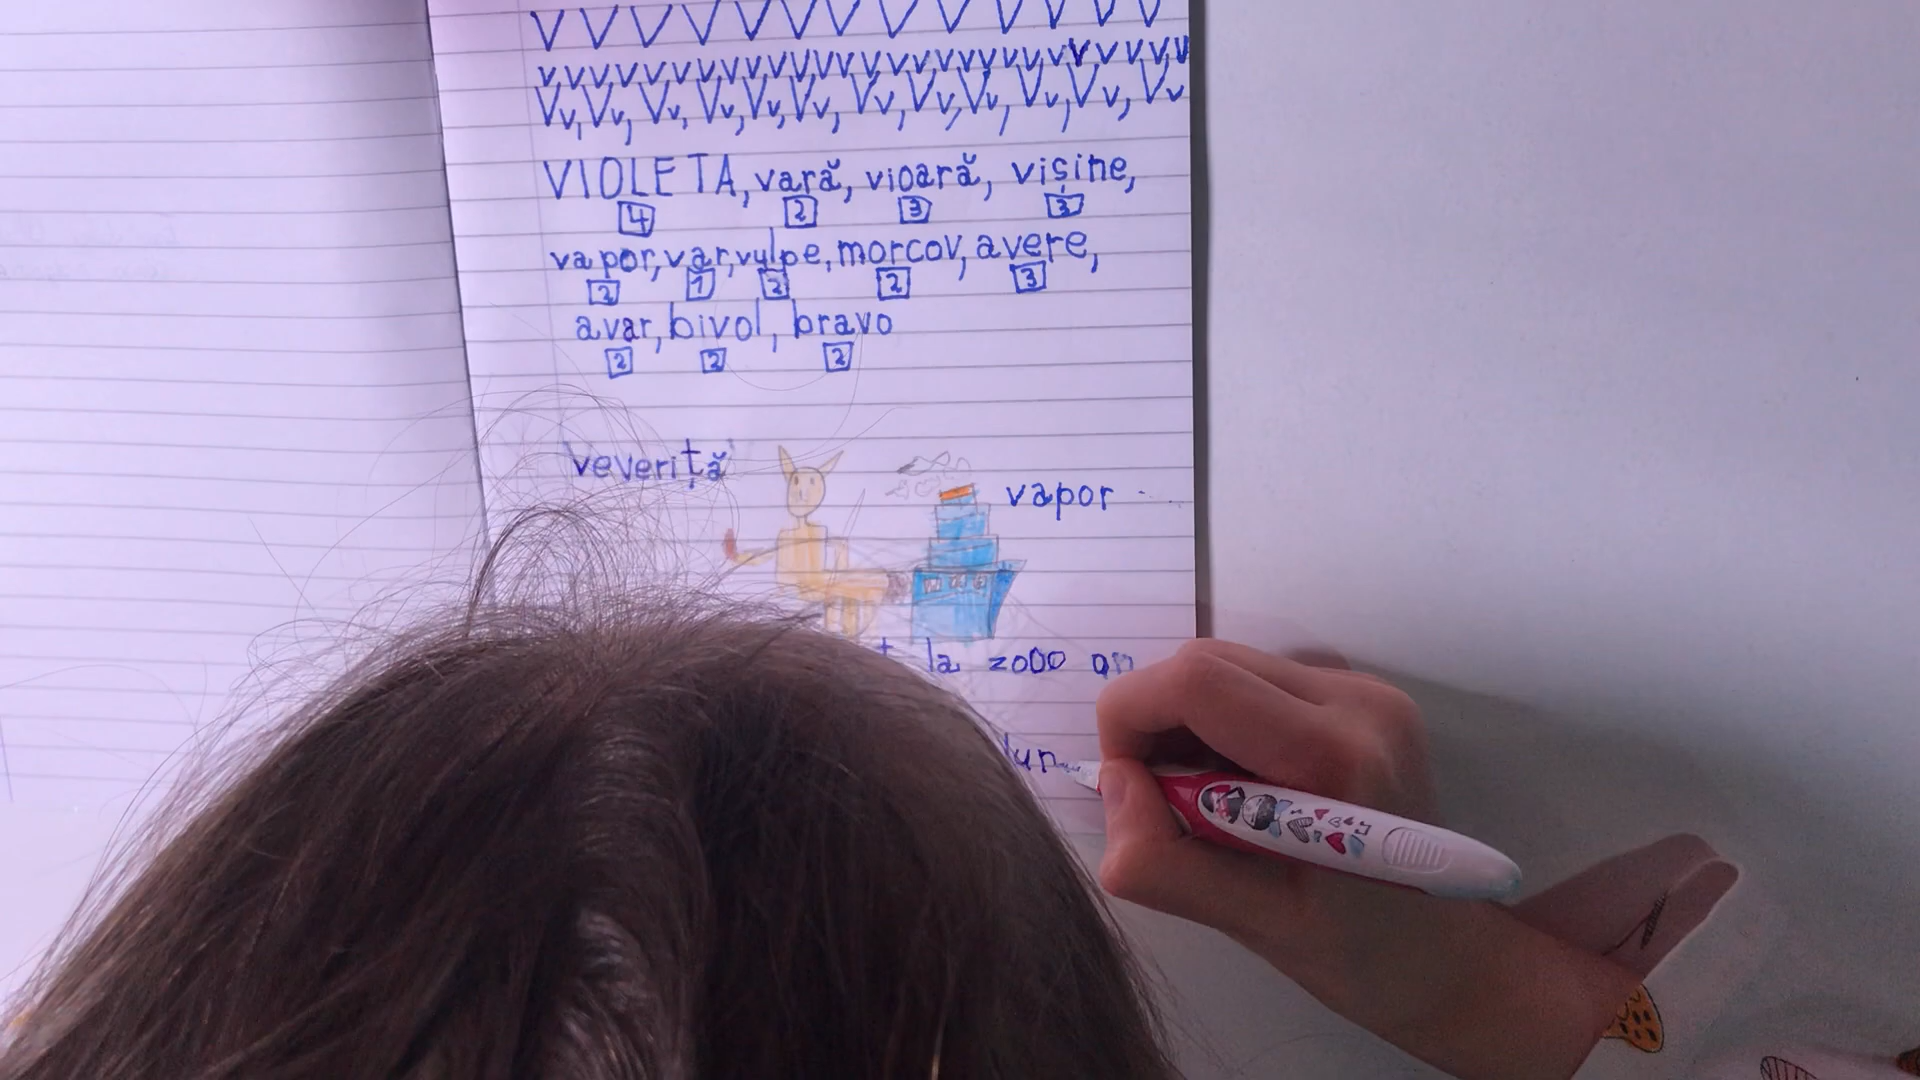 V V V V V V V V V V V V
v v v v v v v v v v v v v v v v v v v v v v v v v v
Vv, Vv, Vv, Vv, Vv, Vv, Vv, Vv, Vv, Vv, Vv, Vv
VIOLETA, vară, vioară, vișine,
4 2 3 3
vapor, var, vulpe, morcov, avere,
2 1 2 2 3
avar, bivol, bravo
2 2 2
veveriță
vapor
la zooo